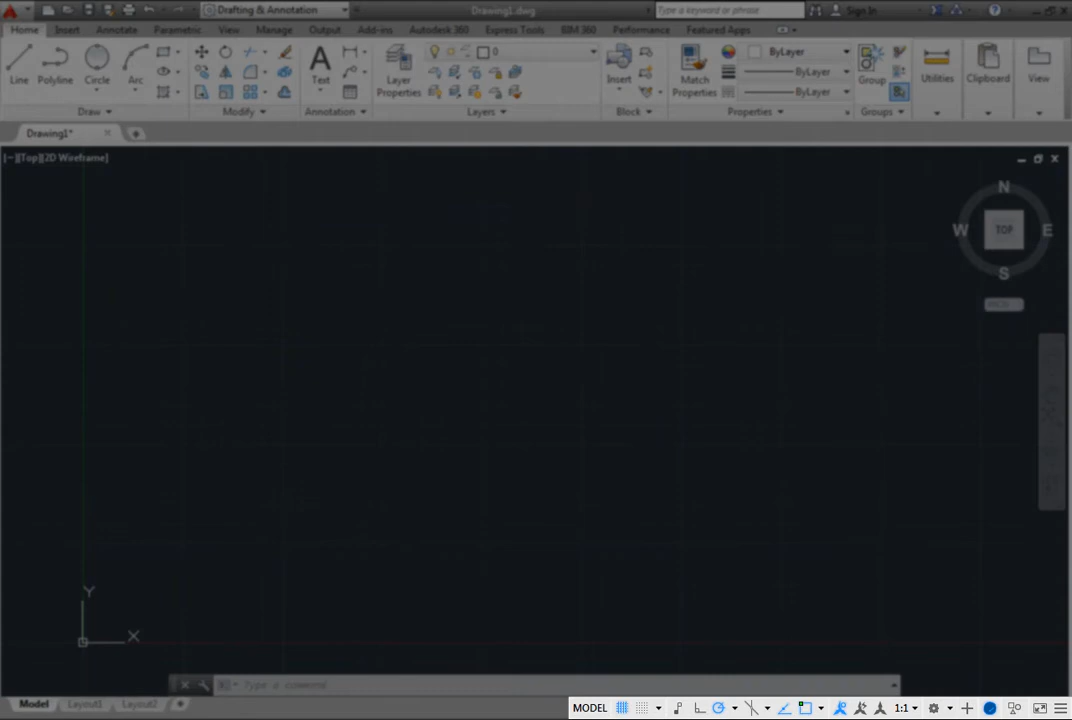 Drafting & Annotation
Drawing1.dwg
Type a keyword or phrase
Sign In
Home Insert Annotate Parametric View Manage Output Add-ins Autodesk 360 Express Tools BIM 360 Performance Featured Apps
Line Polyline Circle Arc
Text
Layer Properties
0
Insert
Match Properties
ByLayer
ByLayer
ByLayer
Group
Utilities
Clipboard
View
Draw Modify Annotation Layers Block Properties Groups
Drawing1*
[−][Top][2D Wireframe]
N
W TOP E
S
WCS
Y
X
Type a command
Model Layout1 Layout2
MODEL 1:1